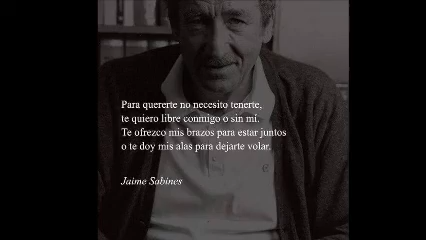 Para quererte no necesito tenerte,
te quiero libre conmigo o sin mí.
Te ofrezco mis brazos para estar juntos
o te doy mis alas para dejarte volar.
Jaime Sabines